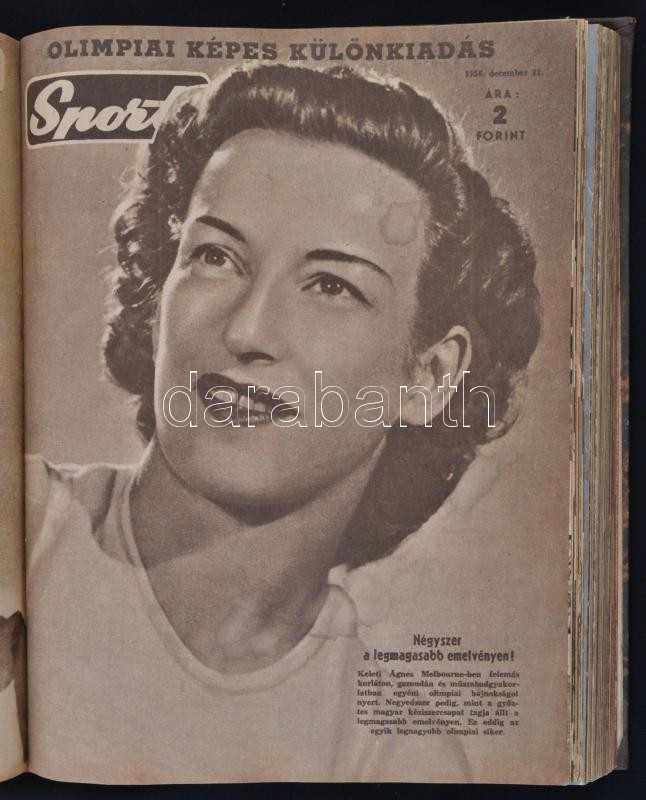 OLIMPIAI KÉPES KÜLÖNKIADÁS
1956. december 11.
Sport
ÁRA:
2
FORINT
darabanth
Négyszer
a legmagasabb emelvényen!
Keleti Ágnes Melbourne-ben felemás
korláton, gerendán és műszabadgyakor-
latban egyéni olimpiai bajnokságot
nyert. Negyedszer pedig, mint a győz-
tes magyar kéziszercsapat tagja állt a
legmagasabb emelvényen. Ez eddig az
egyik legnagyobb olimpiai siker.